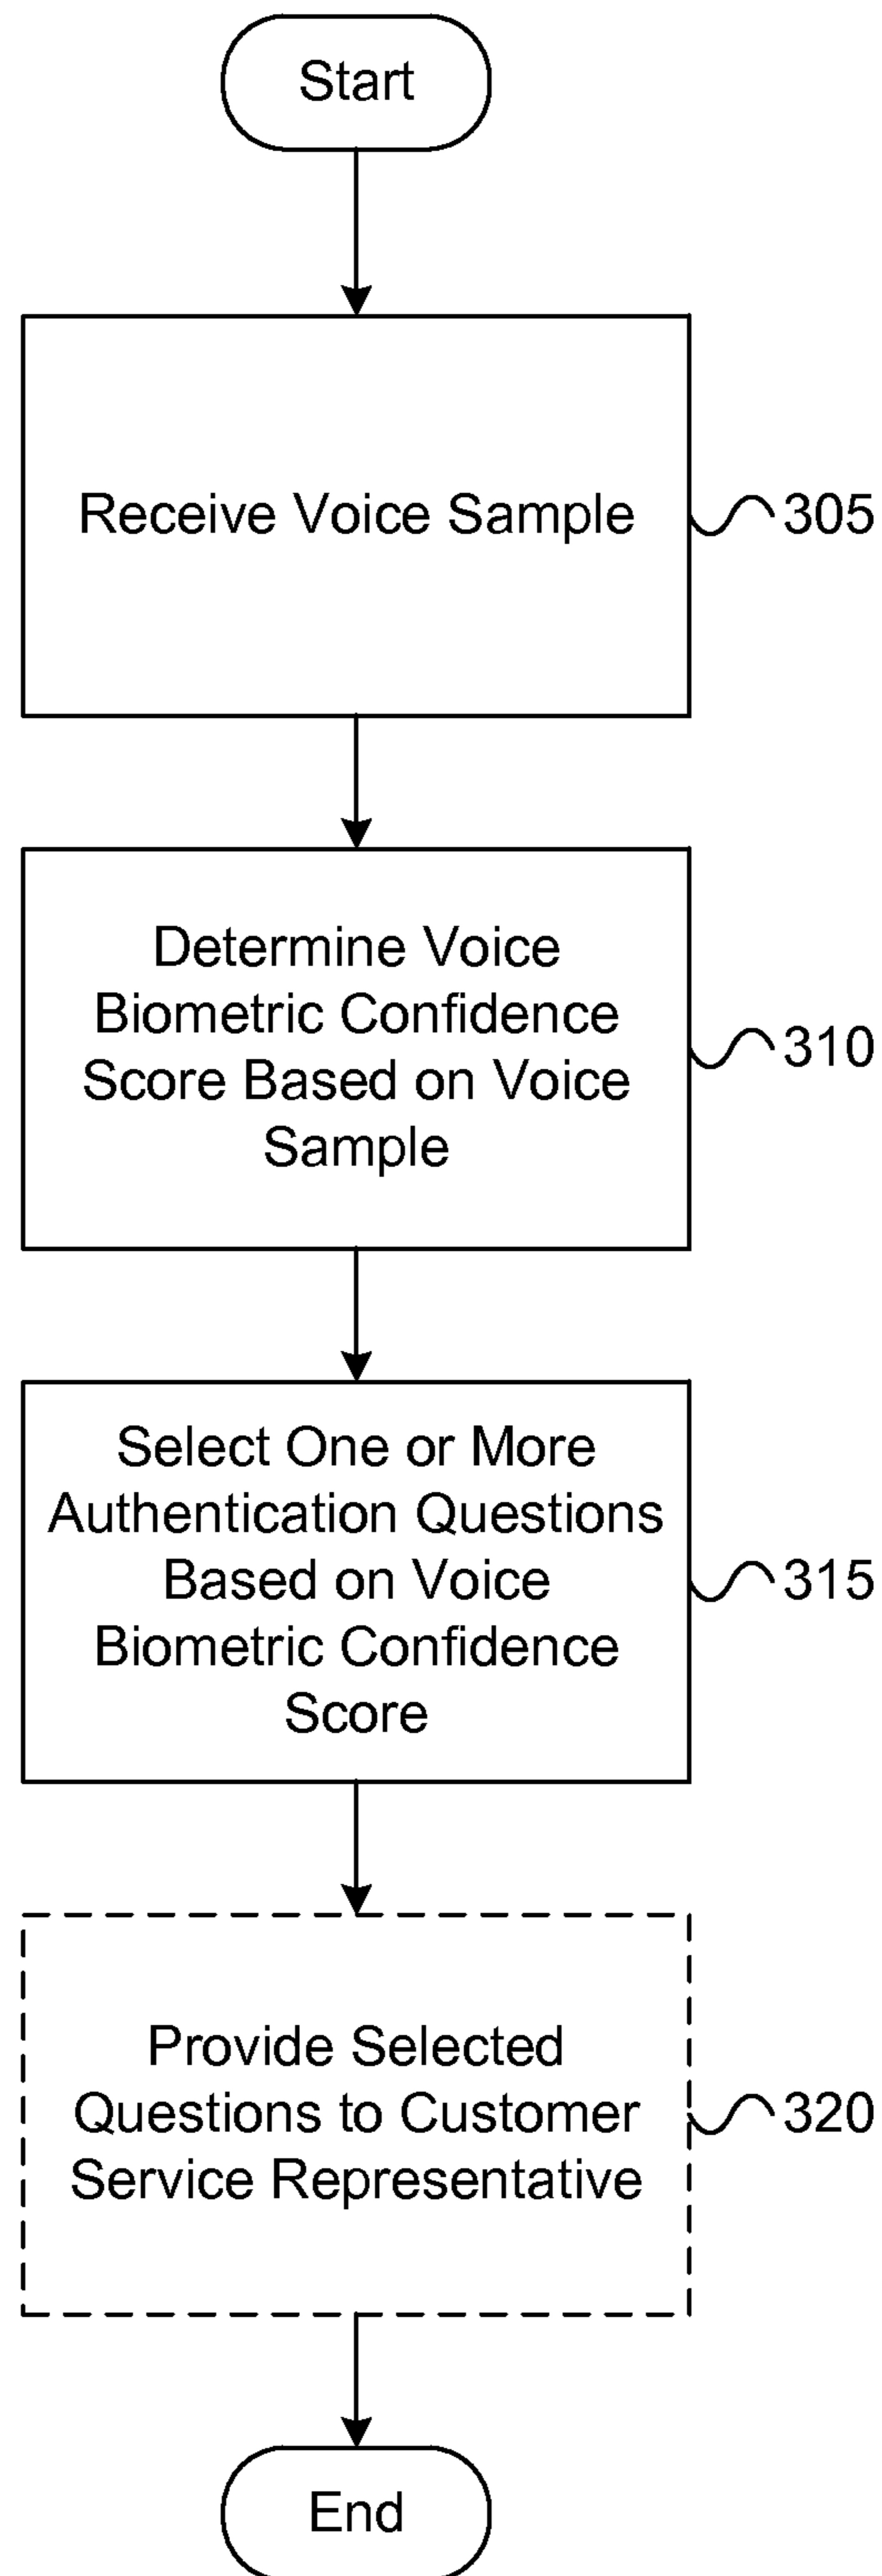 Start
Receive Voice Sample
305
Determine Voice
Biometric Confidence
Score Based on Voice
Sample
310
Select One or More
Authentication Questions
Based on Voice
Biometric Confidence
Score
315
Provide Selected
Questions to Customer
Service Representative
320
End